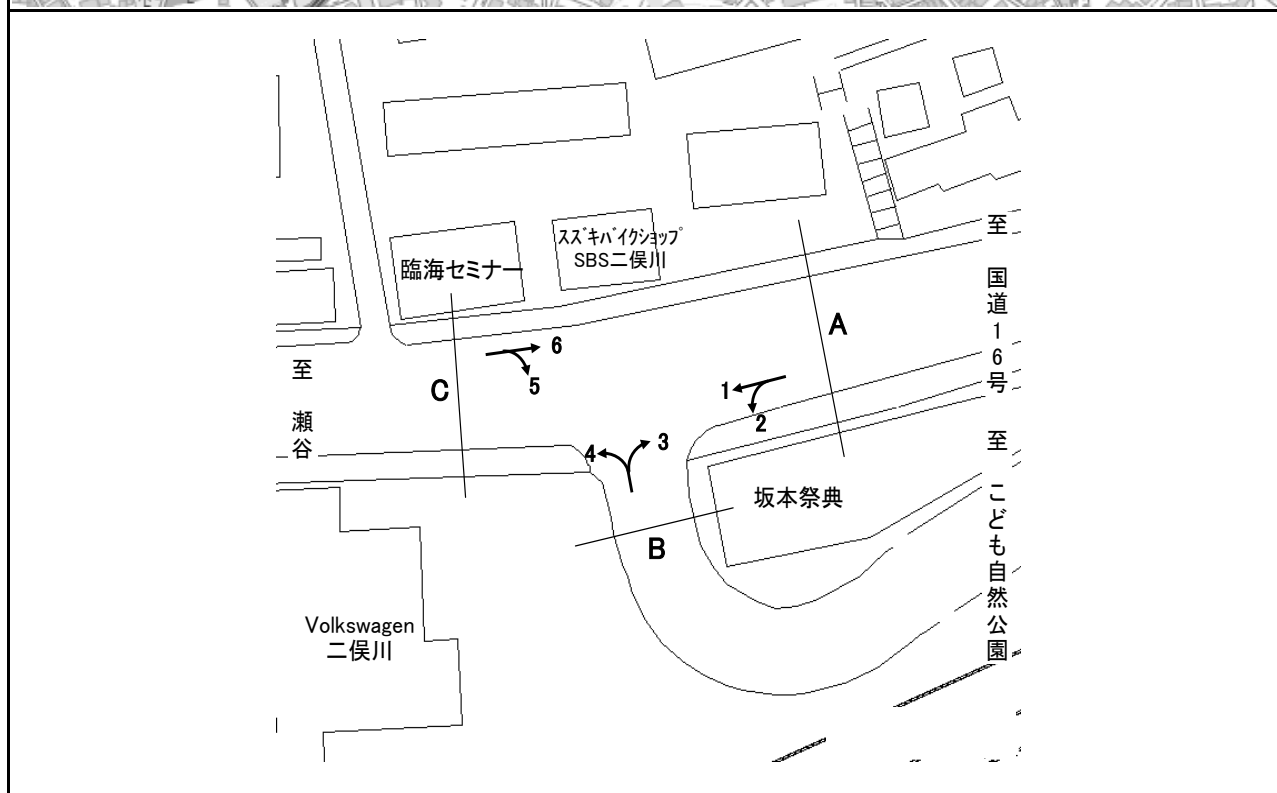 ｽｽﾞｷﾊﾞｲｸｼｮｯﾌﾟ
SBS二俣川
臨海セミナー
至 国道16号
A
6
5
C
1
2
至 瀬谷
4
3
至 こども自然公園
坂本祭典
B
Volkswagen
二俣川